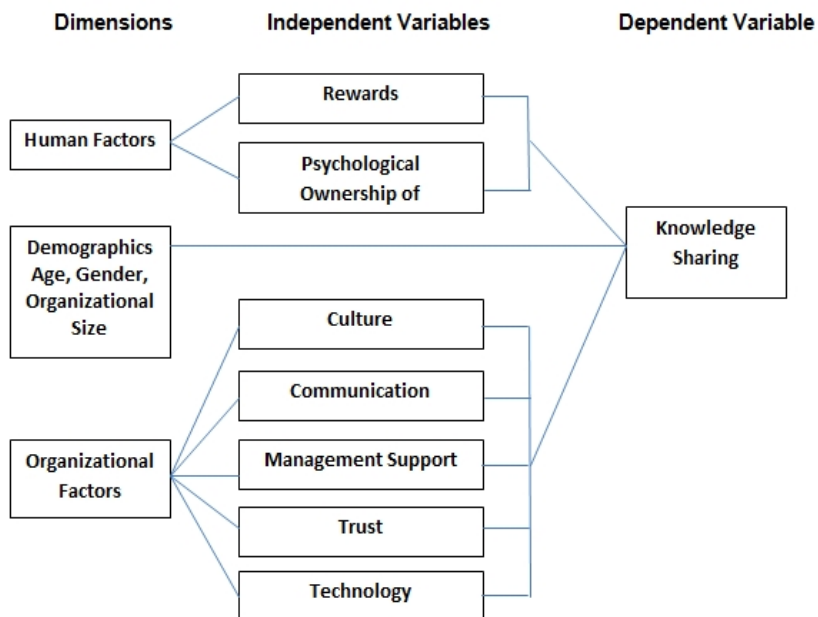 Dimensions
Independent Variables
Dependent Variable
Human Factors
Rewards
Psychological
Ownership of
Demographics
Age, Gender,
Organizational
Size
Knowledge
Sharing
Organizational
Factors
Culture
Communication
Management Support
Trust
Technology